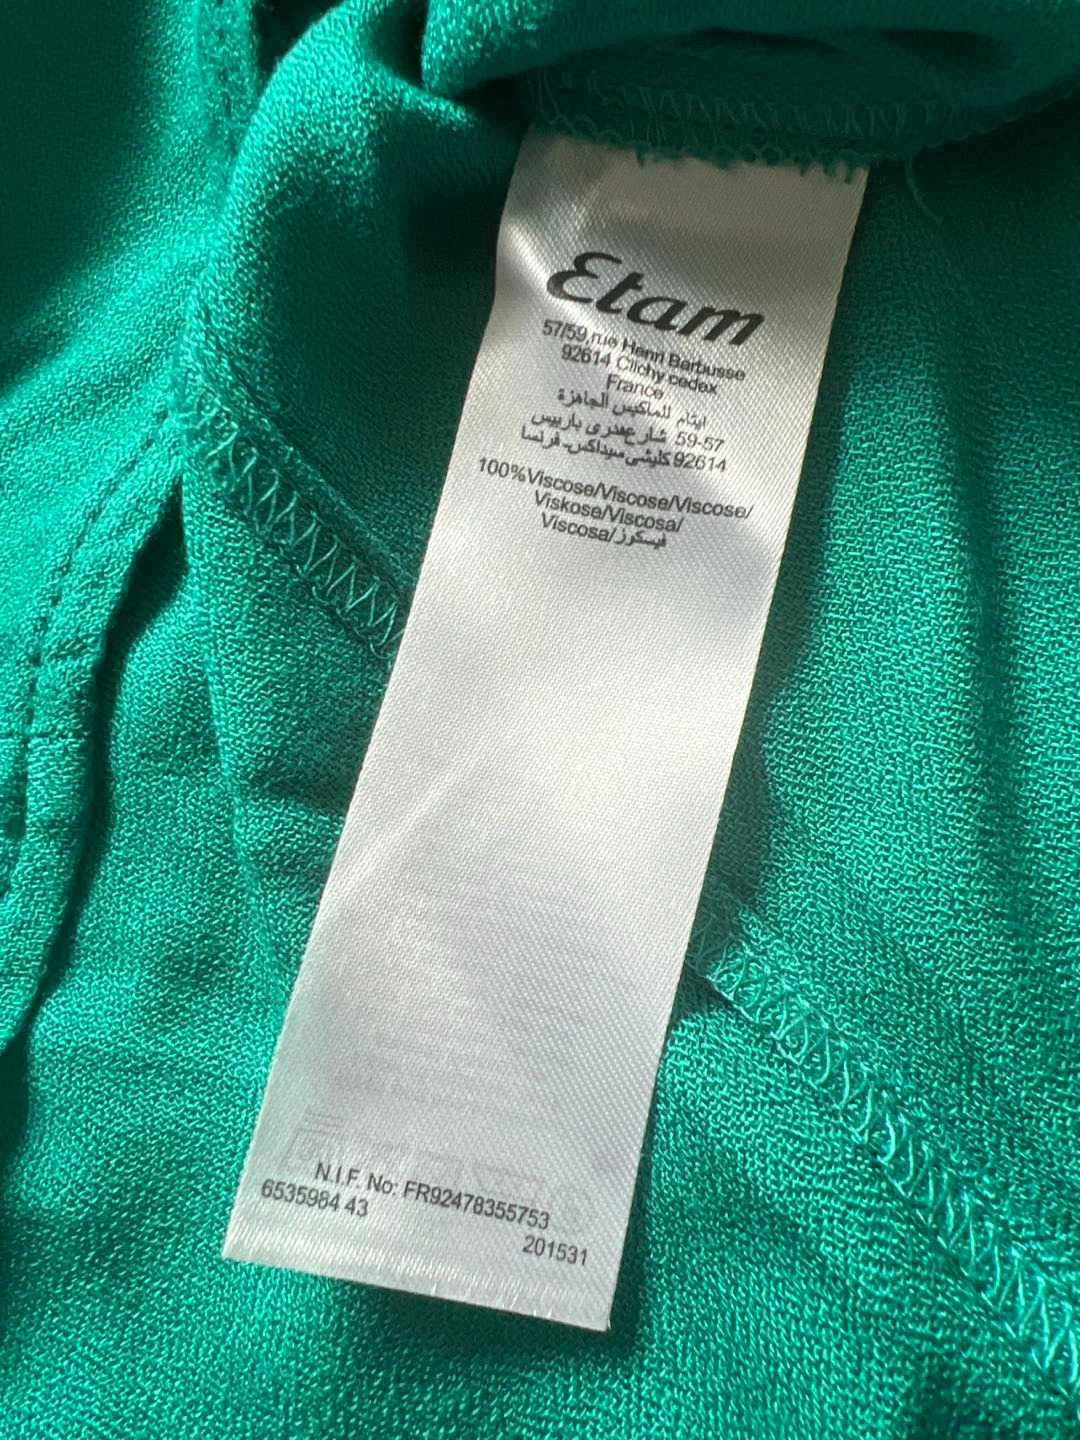 Etam
57/59,rue Henri Barbusse
92614 Clichy cedex
France
ايتام للماكيس الجاهزة
57-59 شارع هنري باربيس
92614 كليشي سيداكس- فرنسا
100%Viscose/Viscose/Viscose/
Viskose/Viscosa/
Viscosa/فيسكوز
N.I.F. No: FR92478355753
6535984 43
201531